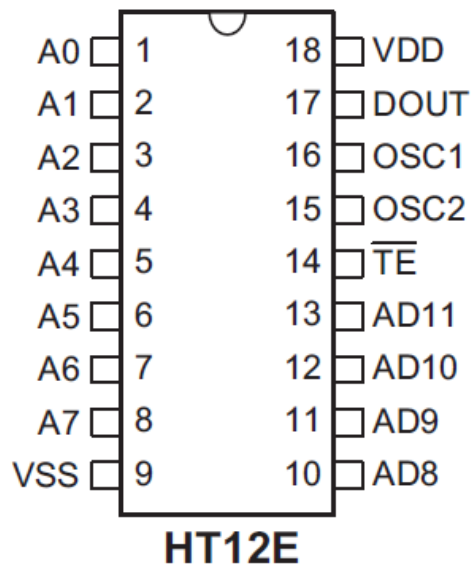 A0 1 18 VDD
A1 2 17 DOUT
A2 3 16 OSC1
A3 4 15 OSC2
A4 5 14 T̅E̅
A5 6 13 AD11
A6 7 12 AD10
A7 8 11 AD9
VSS 9 10 AD8
HT12E